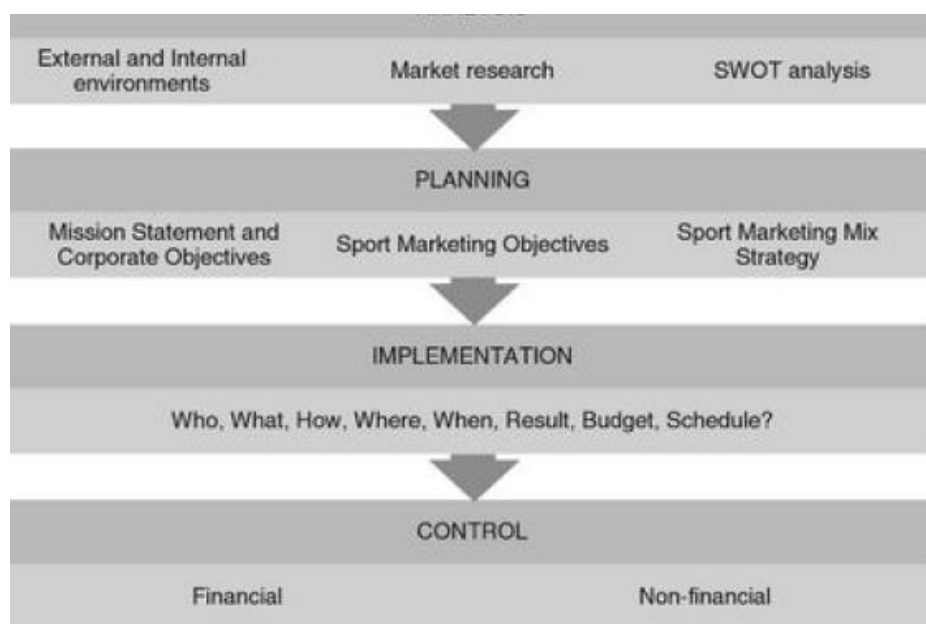 External and Internal
environments
Market research
SWOT analysis
PLANNING
Mission Statement and
Corporate Objectives
Sport Marketing Objectives
Sport Marketing Mix
Strategy
IMPLEMENTATION
Who, What, How, Where, When, Result, Budget, Schedule?
CONTROL
Financial
Non-financial